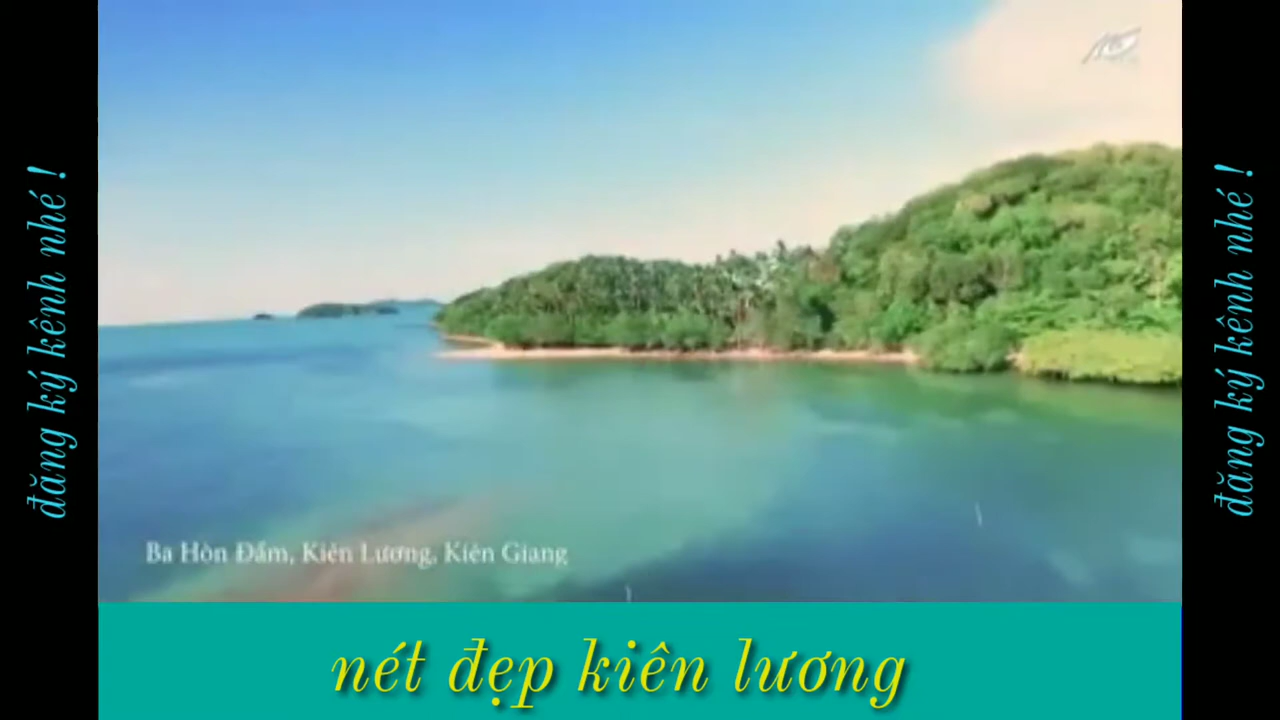 đăng ký kênh nhé !
Ba Hòn Đầm, Kiên Lương, Kiên Giang
nét đẹp kiên lương
đăng ký kênh nhé !